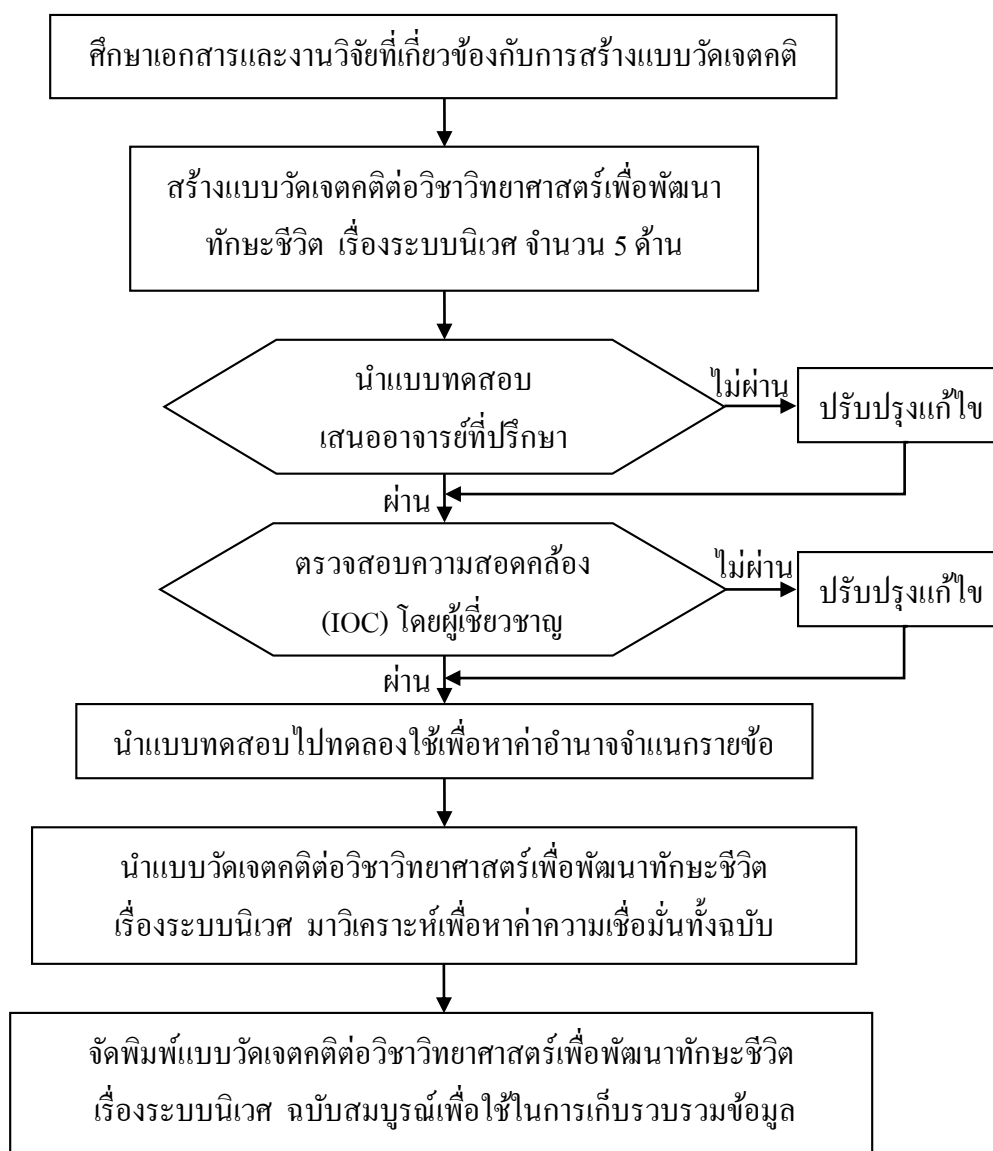 ศึกษาเอกสารและงานวิจัยที่เกี่ยวข้องกับการสร้างแบบวัดเจตคติ
สร้างแบบวัดเจตคติต่อวิชาวิทยาศาสตร์เพื่อพัฒนา
ทักษะชีวิต เรื่องระบบนิเวศ จำนวน 5 ด้าน
นำแบบทดสอบ
เสนออาจารย์ที่ปรึกษา
ไม่ผ่าน
ปรับปรุงแก้ไข
ผ่าน
ตรวจสอบความสอดคล้อง
(IOC) โดยผู้เชี่ยวชาญ
ไม่ผ่าน
ปรับปรุงแก้ไข
ผ่าน
นำแบบทดสอบไปทดลองใช้เพื่อหาค่าอำนาจจำแนกรายข้อ
นำแบบวัดเจตคติต่อวิชาวิทยาศาสตร์เพื่อพัฒนาทักษะชีวิต
เรื่องระบบนิเวศ มาวิเคราะห์เพื่อหาค่าความเชื่อมั่นทั้งฉบับ
จัดพิมพ์แบบวัดเจตคติต่อวิชาวิทยาศาสตร์เพื่อพัฒนาทักษะชีวิต
เรื่องระบบนิเวศ ฉบับสมบูรณ์เพื่อใช้ในการเก็บรวบรวมข้อมูล